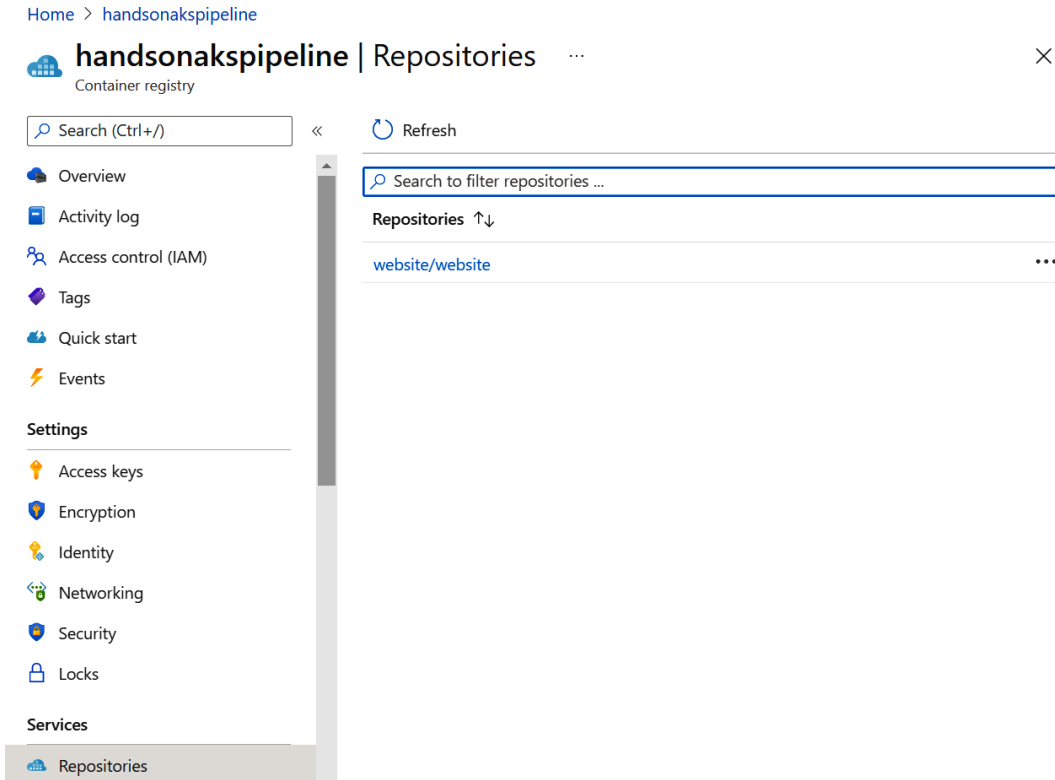 Home > handsonakspipeline
handsonakspipeline | Repositories ...
Container registry
Search (Ctrl+/)
«
Refresh
Search to filter repositories ...
Repositories ↑↓
website/website
Overview
Activity log
Access control (IAM)
Tags
Quick start
Events
Settings
Access keys
Encryption
Identity
Networking
Security
Locks
Services
Repositories